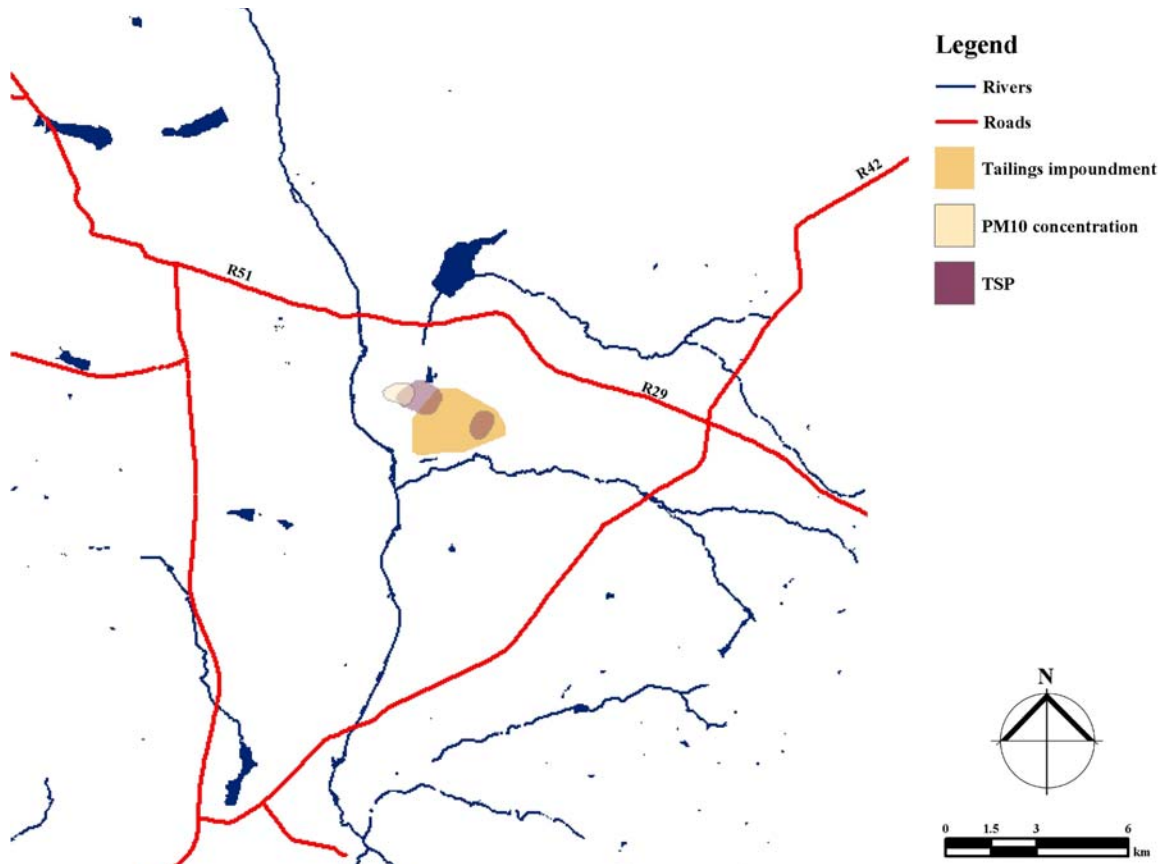 Legend
Rivers
Roads
Tailings impoundment
PM10 concentration
TSP
R42
R51
R29
N
0 1.5 3 6
km